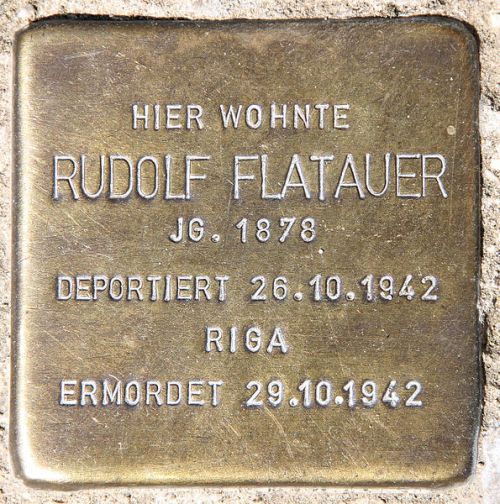 HIER WOHNTE
RUDOLF FLATAUER
JG. 1878
DEPORTIERT 26.10.1942
RIGA
ERMORDET 29.10.1942